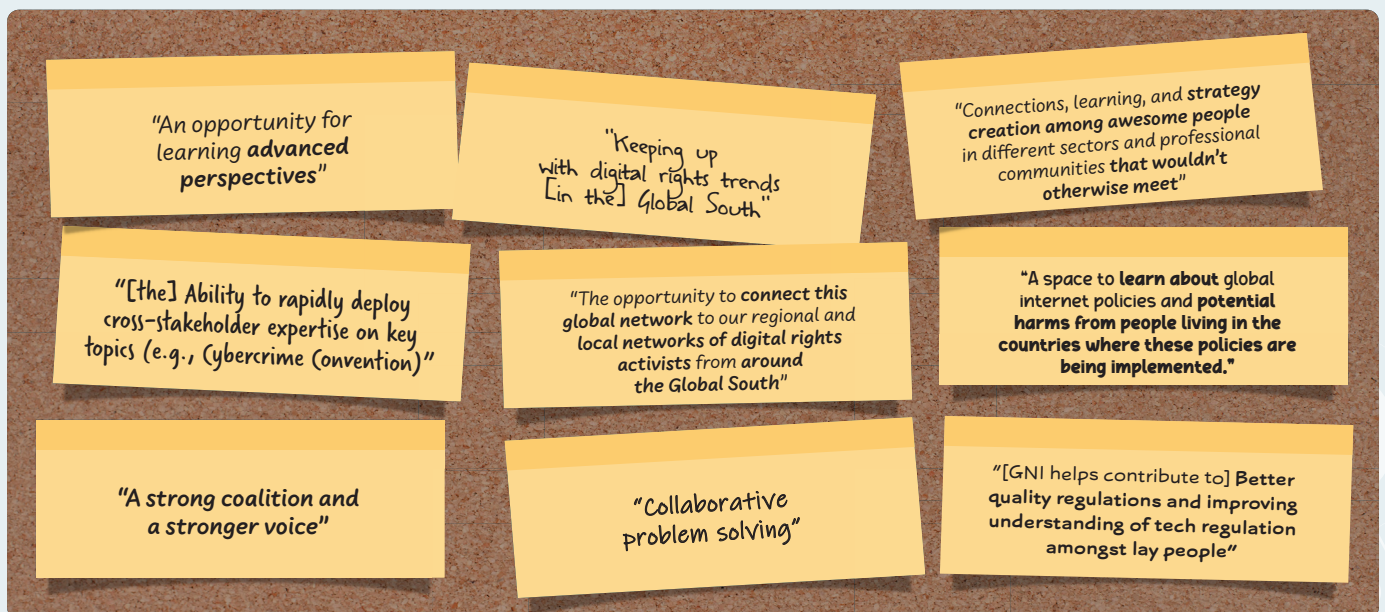 "An opportunity for
learning advanced
perspectives"
"Keeping up
with digital rights trends
[in the] Global South"
"Connections, learning, and strategy
creation among awesome people
in different sectors and professional
communities that wouldn't
otherwise meet"
"[the] Ability to rapidly deploy
cross-stakeholder expertise on key
topics (e.g., Cybercrime Convention)"
"The opportunity to connect this
global network to our regional and
local networks of digital rights
activists from around
the Global South"
"A space to learn about global
internet policies and potential
harms from people living in the
countries where these policies are
being implemented."
"A strong coalition and
a stronger voice"
"Collaborative
problem solving"
"[GNI helps contribute to] Better
quality regulations and improving
understanding of tech regulation
amongst lay people"